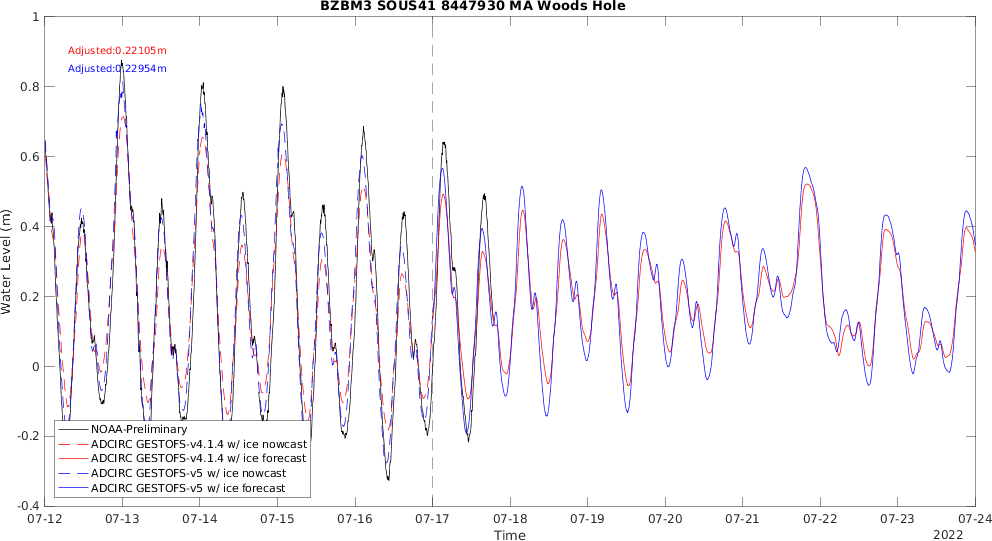 BZBM3 SOUS41 8447930 MA Woods Hole
Adjusted:0.22105m
Adjusted:0.22954m
Water Level (m)
1
0.8
0.6
0.4
0.2
0
-0.2
-0.4
NOAA-Preliminary
ADCIRC GESTOFS-v4.1.4 w/ ice nowcast
ADCIRC GESTOFS-v4.1.4 w/ ice forecast
ADCIRC GESTOFS-v5 w/ ice nowcast
ADCIRC GESTOFS-v5 w/ ice forecast
07-12 07-13 07-14 07-15 07-16 07-17 07-18 07-19 07-20 07-21 07-22 07-23 07-24
Time
2022